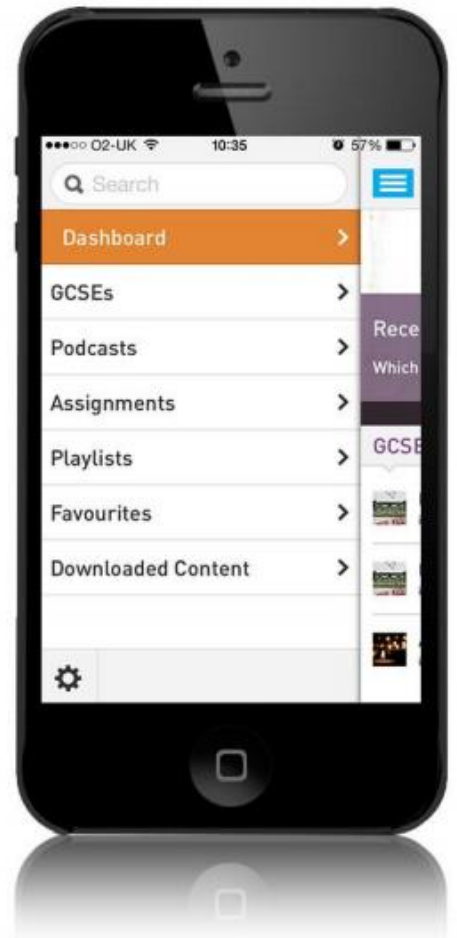 O2-UK 10:35 57%
Search
Dashboard
GCSEs
Podcasts
Assignments
Playlists
Favourites
Downloaded Content
Rece
Which
GCSE